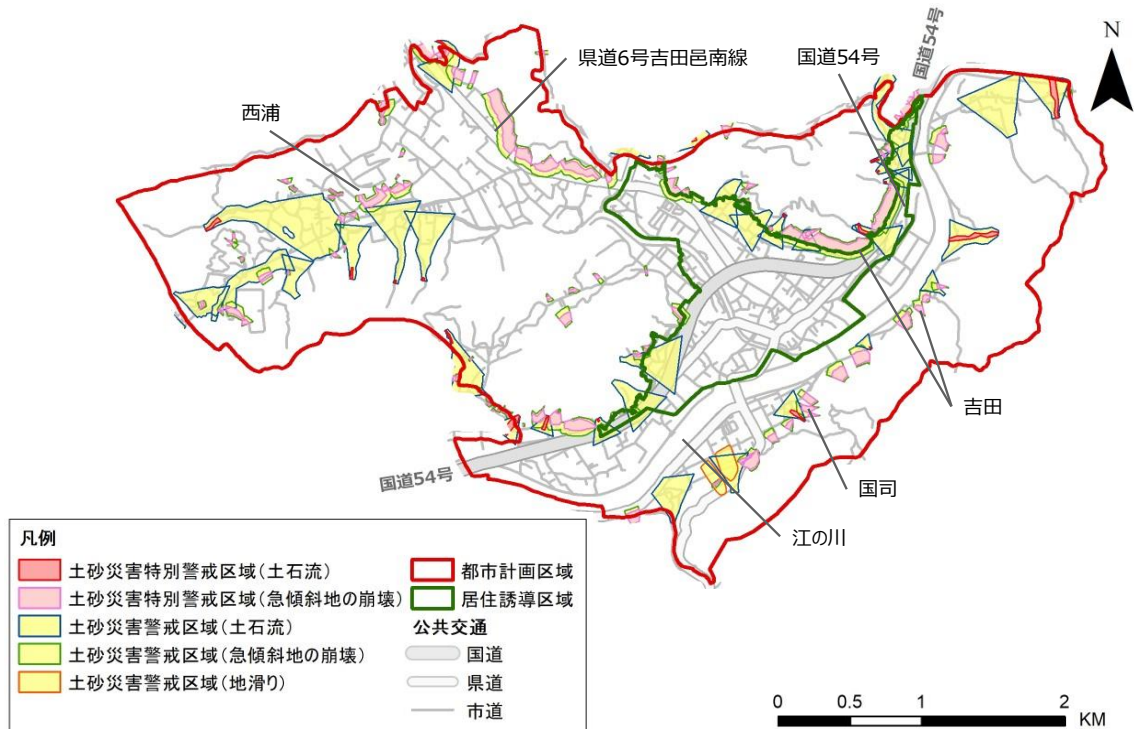 国道54号
N
県道6号吉田邑南線
国道54号
西浦
吉田
国道54号
国司
江の川
凡例
土砂災害特別警戒区域(土石流)
土砂災害特別警戒区域(急傾斜地の崩壊)
土砂災害警戒区域(土石流)
土砂災害警戒区域(急傾斜地の崩壊)
土砂災害警戒区域(地滑り)
都市計画区域
居住誘導区域
公共交通
国道
県道
市道
0 0.5 1 2
KM